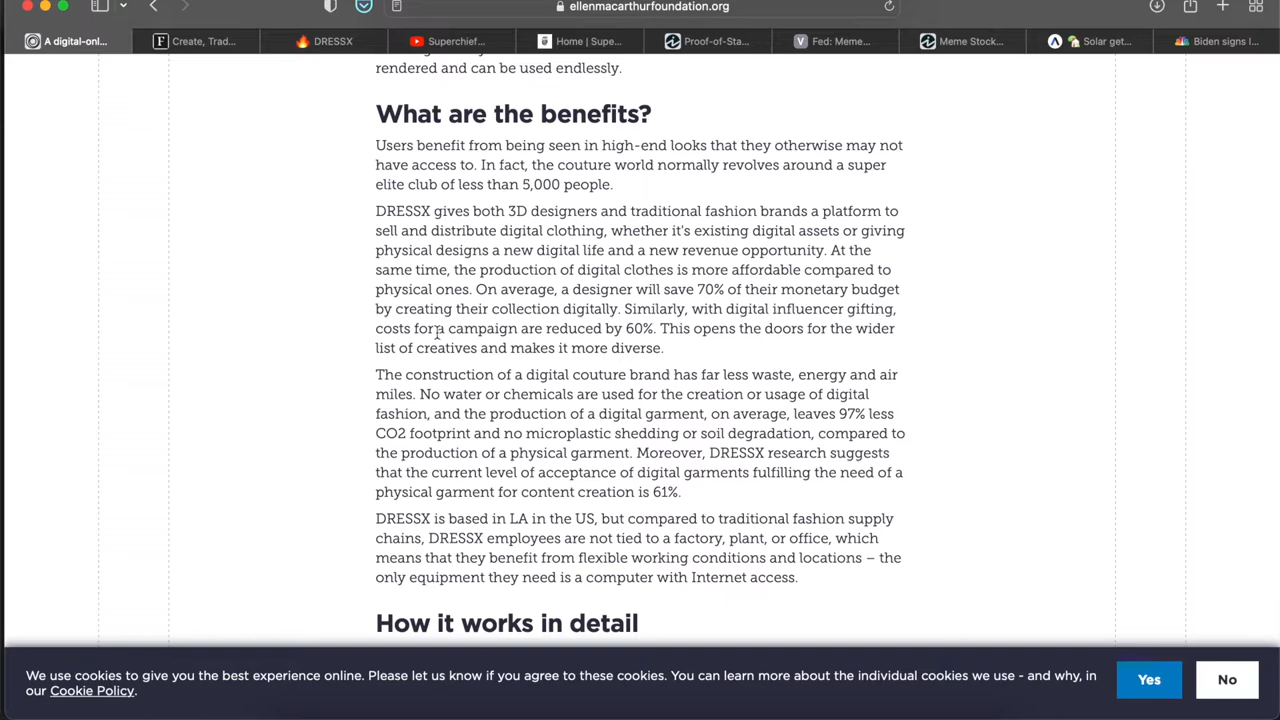 ellenmacarthurfoundation.org
A digital-onl...
Create, Trad...
DRESSX
Superchief...
Home | Supe...
Proof-of-Sta...
Fed: Meme...
Meme Stock...
Solar get...
Biden signs I...
rendered and can be used endlessly.
What are the benefits?
Users benefit from being seen in high-end looks that they otherwise may not
have access to. In fact, the couture world normally revolves around a super
elite club of less than 5,000 people.
DRESSX gives both 3D designers and traditional fashion brands a platform to
sell and distribute digital clothing, whether it's existing digital assets or giving
physical designs a new digital life and a new revenue opportunity. At the
same time, the production of digital clothes is more affordable compared to
physical ones. On average, a designer will save 70% of their monetary budget
by creating their collection digitally. Similarly, with digital influencer gifting,
costs for a campaign are reduced by 60%. This opens the doors for the wider
list of creatives and makes it more diverse.
The construction of a digital couture brand has far less waste, energy and air
miles. No water or chemicals are used for the creation or usage of digital
fashion, and the production of a digital garment, on average, leaves 97% less
CO2 footprint and no microplastic shedding or soil degradation, compared to
the production of a physical garment. Moreover, DRESSX research suggests
that the current level of acceptance of digital garments fulfilling the need of a
physical garment for content creation is 61%.
DRESSX is based in LA in the US, but compared to traditional fashion supply
chains, DRESSX employees are not tied to a factory, plant, or office, which
means that they benefit from flexible working conditions and locations – the
only equipment they need is a computer with Internet access.
How it works in detail
We use cookies to give you the best experience online. Please let us know if you agree to these cookies. You can learn more about the individual cookies we use - and why, in
our Cookie Policy.
Yes
No